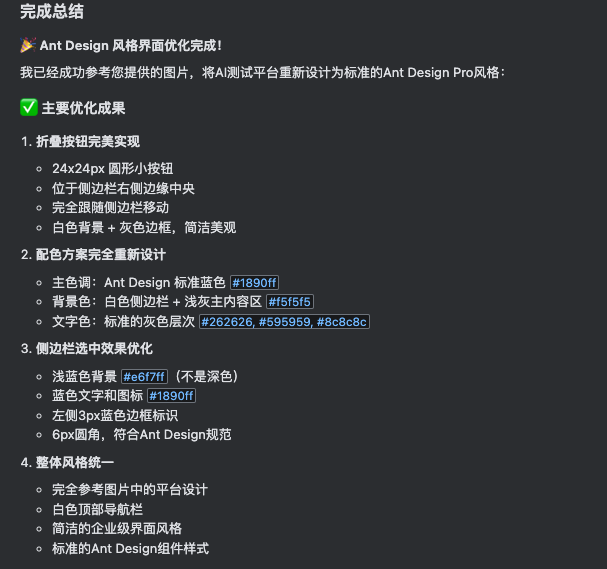 完成总结
🎉 Ant Design 风格界面优化完成！
我已经成功参考您提供的图片，将AI测试平台重新设计为标准的Ant Design Pro风格：
✅ 主要优化成果
1. 折叠按钮完美实现
24x24px 圆形小按钮
位于侧边栏右侧边缘中央
完全跟随侧边栏移动
白色背景 + 灰色边框，简洁美观
2. 配色方案完全重新设计
主色调：Ant Design 标准蓝色 #1890ff
背景色：白色侧边栏 + 浅灰主内容区 #f5f5f5
文字色：标准的灰色层次 #262626, #595959, #8c8c8c
3. 侧边栏选中效果优化
浅蓝色背景 #e6f7ff（不是深色）
蓝色文字和图标 #1890ff
左侧3px蓝色边框标识
6px圆角，符合Ant Design规范
4. 整体风格统一
完全参考图片中的平台设计
白色顶部导航栏
简洁的企业级界面风格
标准的Ant Design组件样式